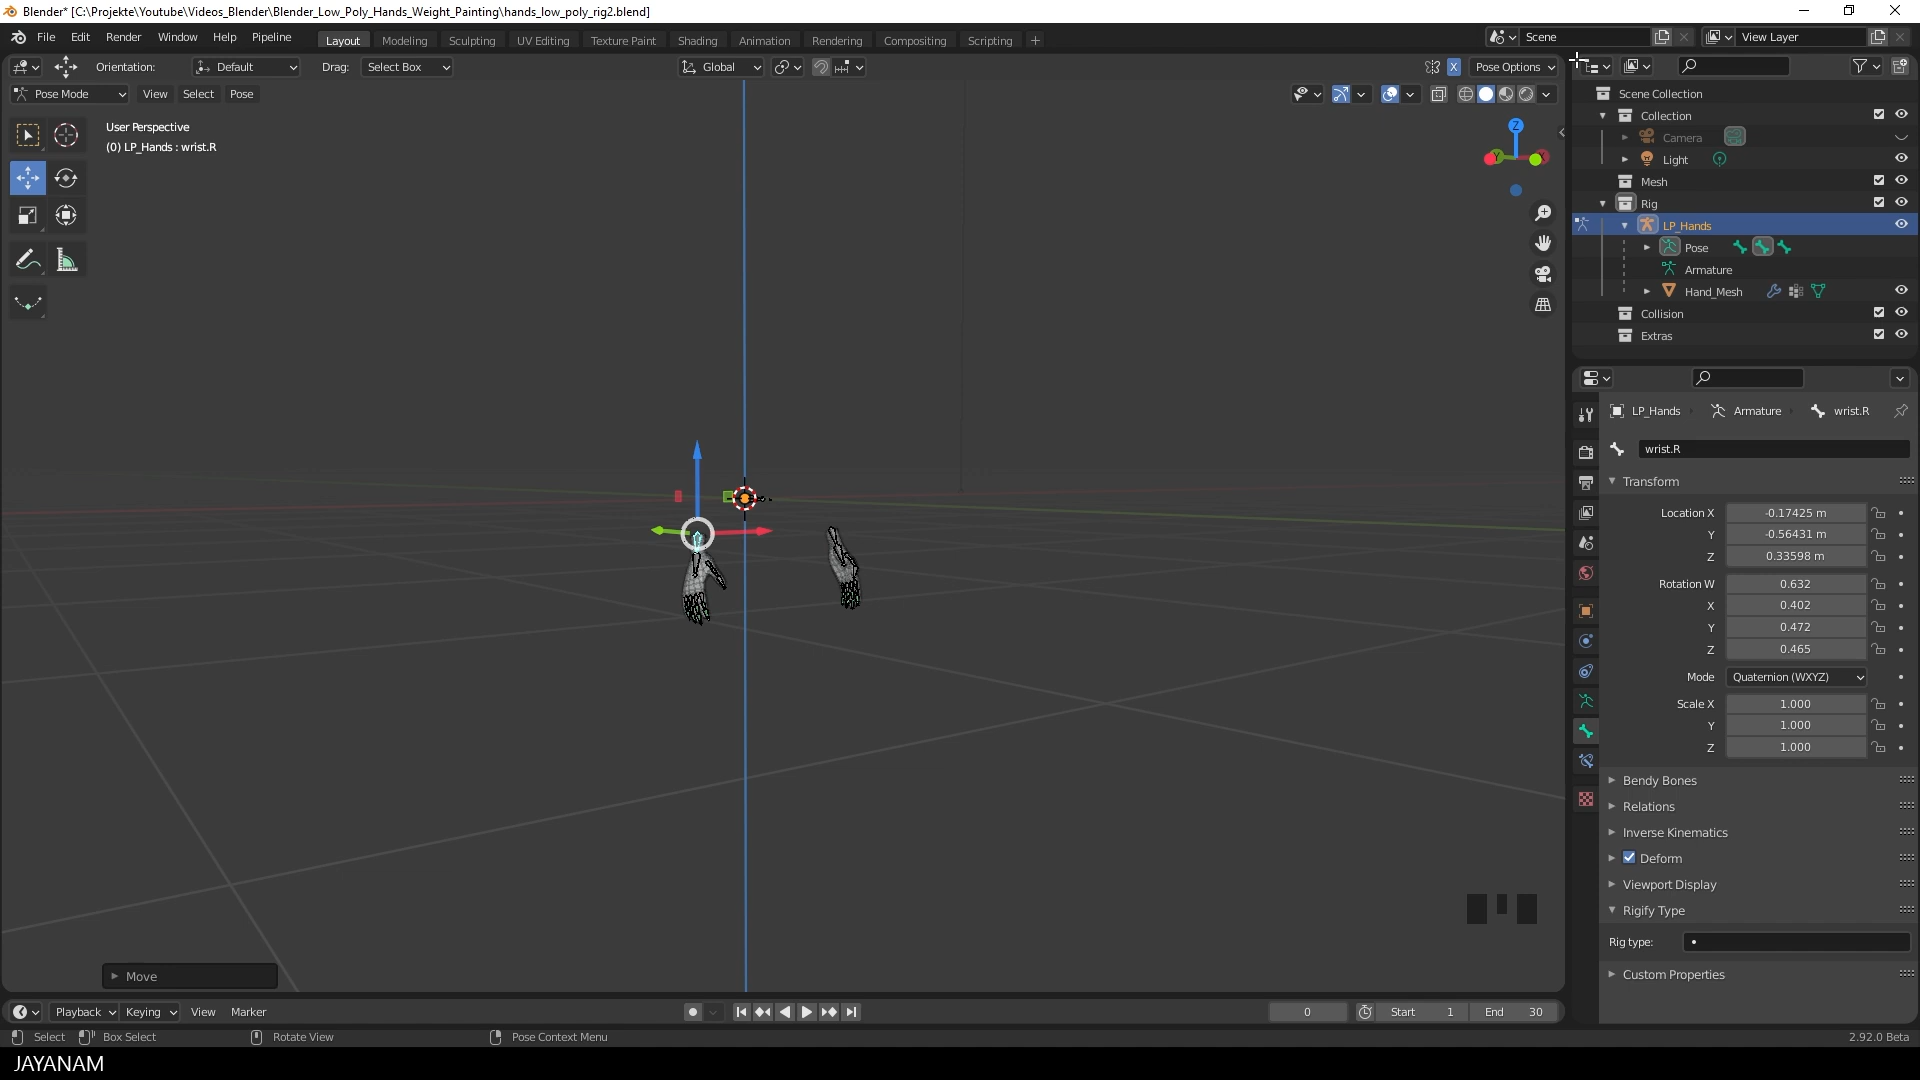 Blender* [C:\Projekte\Youtube\Videos_Blender\Blender_Low_Poly_Hands_Weight_Painting\hands_low_poly_rig2.blend]
File Edit Render Window Help Pipeline Layout Modeling Sculpting UV Editing Texture Paint Shading Animation Rendering Compositing Scripting + Scene View Layer
Orientation: Default Drag: Select Box Global X Pose Options
Pose Mode View Select Pose
User Perspective
(0) LP_Hands : wrist.R
Z
Scene Collection
Collection
Camera
Light
Mesh
Rig
LP_Hands
Pose
Armature
Hand_Mesh
Collision
Extras
LP_Hands Armature wrist.R
wrist.R
Transform
Location X -0.17425 m
Y -0.56431 m
Z 0.33598 m
Rotation W 0.632
X 0.402
Y 0.472
Z 0.465
Mode Quaternion (WXYZ)
Scale X 1.000
Y 1.000
Z 1.000
Bendy Bones
Relations
Inverse Kinematics
Deform
Viewport Display
Rigify Type
Rig type:
Custom Properties
Move
Playback Keying View Marker 0 Start 1 End 30
Select Box Select Rotate View Pose Context Menu 2.92.0 Beta
JAYANAM